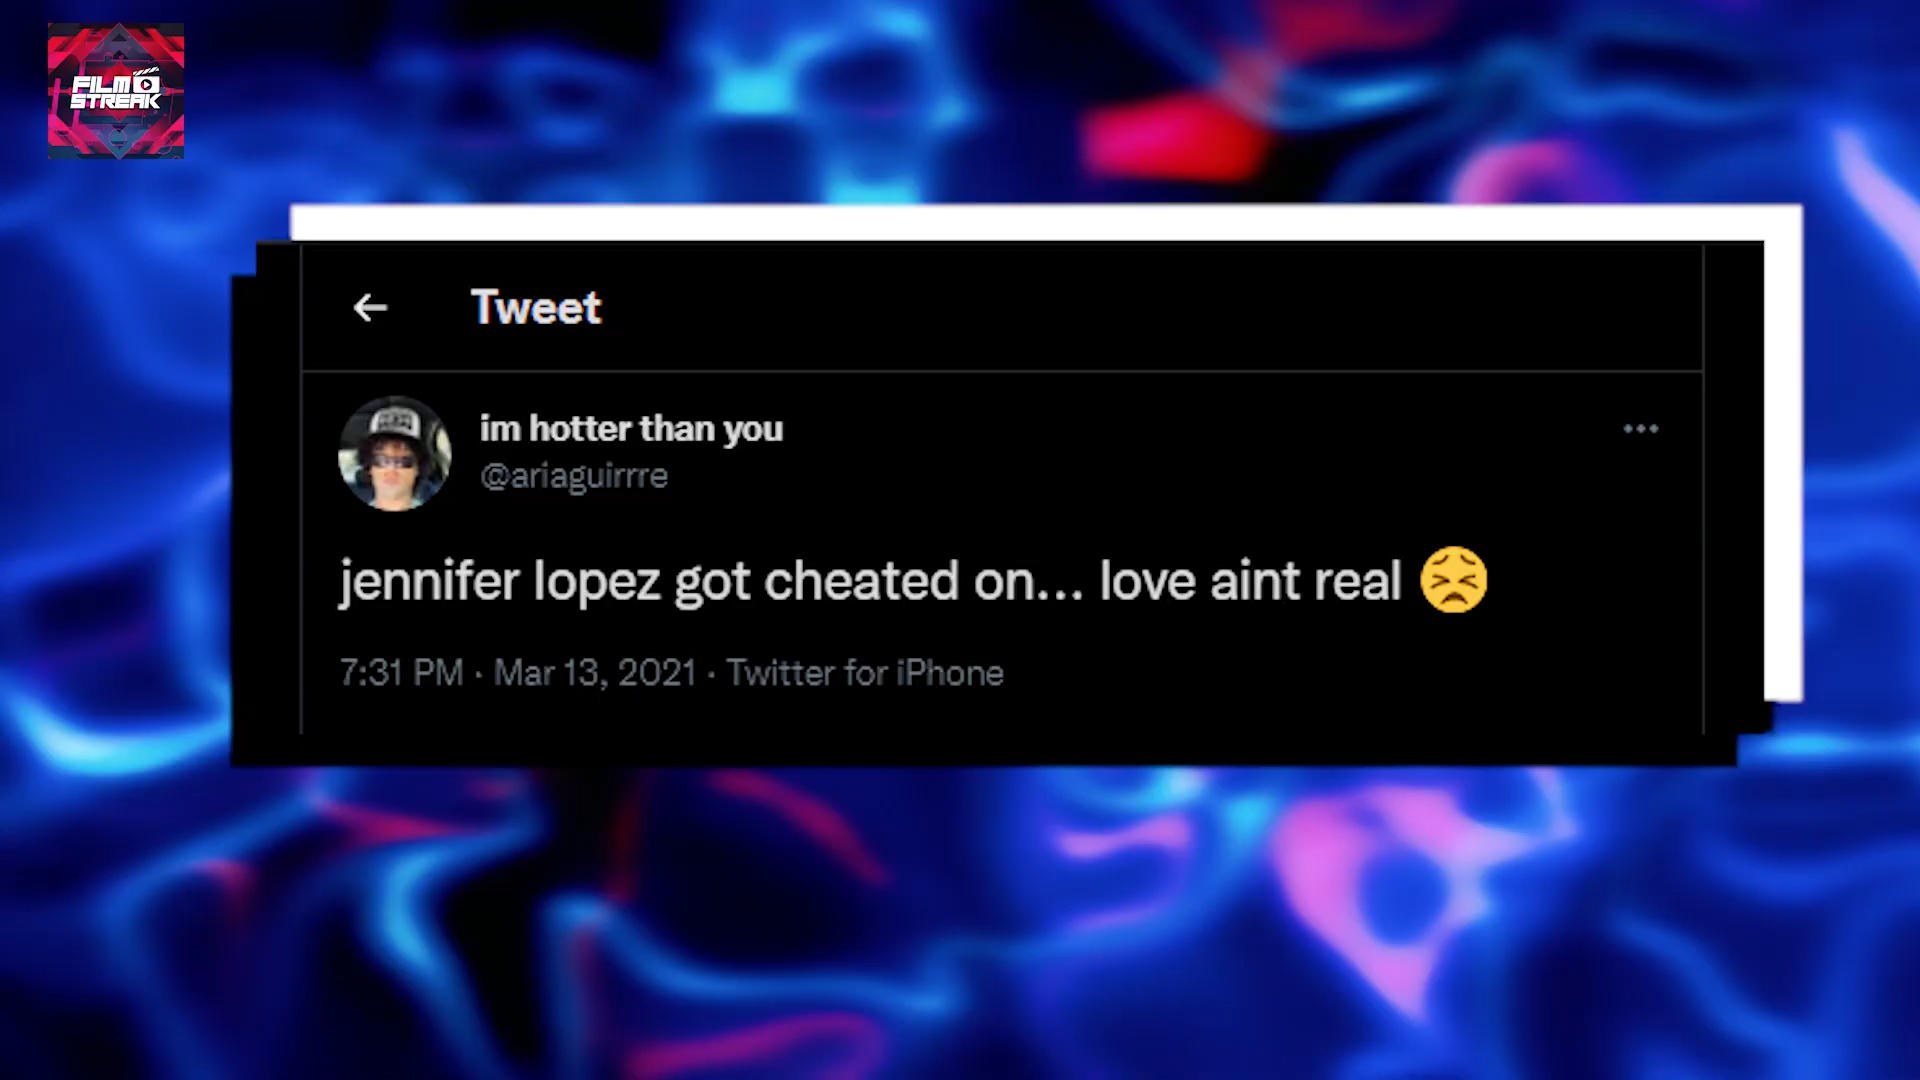 FILM
STREAK
Tweet
im hotter than you
@ariaguirrre
jennifer lopez got cheated on... love aint real 😣
7:31 PM · Mar 13, 2021 · Twitter for iPhone